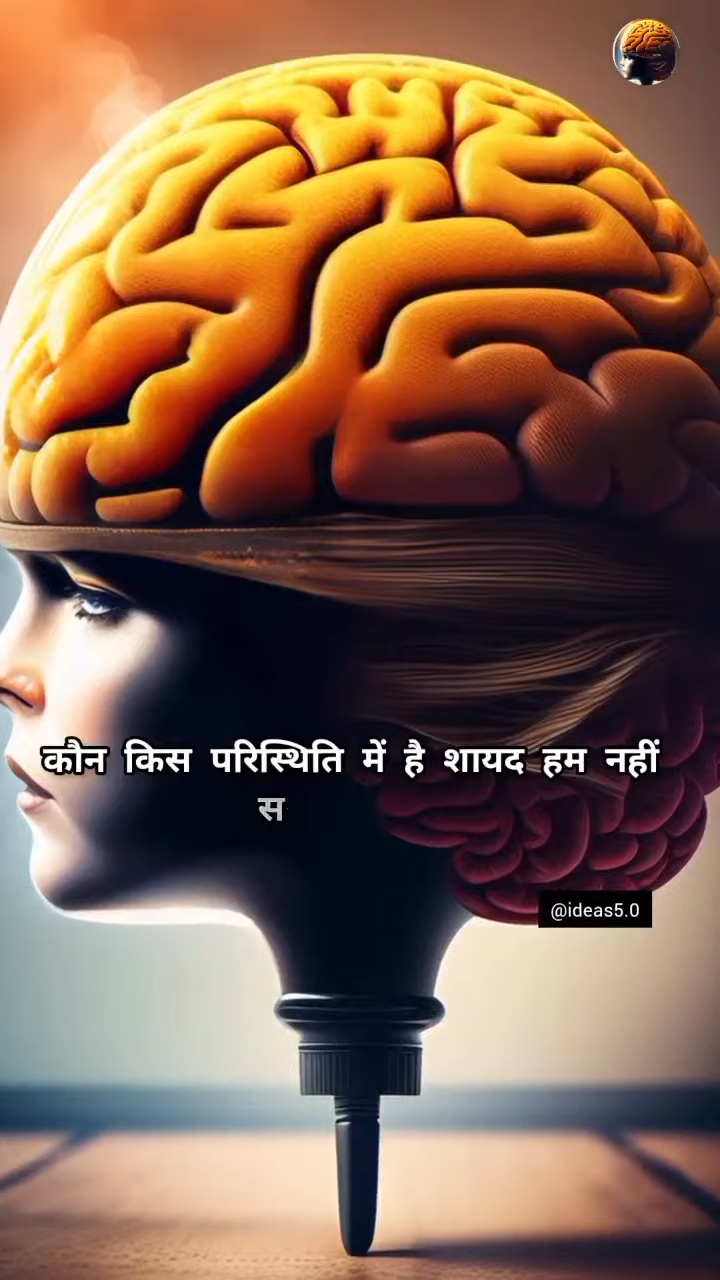 कौन किस परिस्थिति में है शायद हम नहीं
स
@ideas5.0